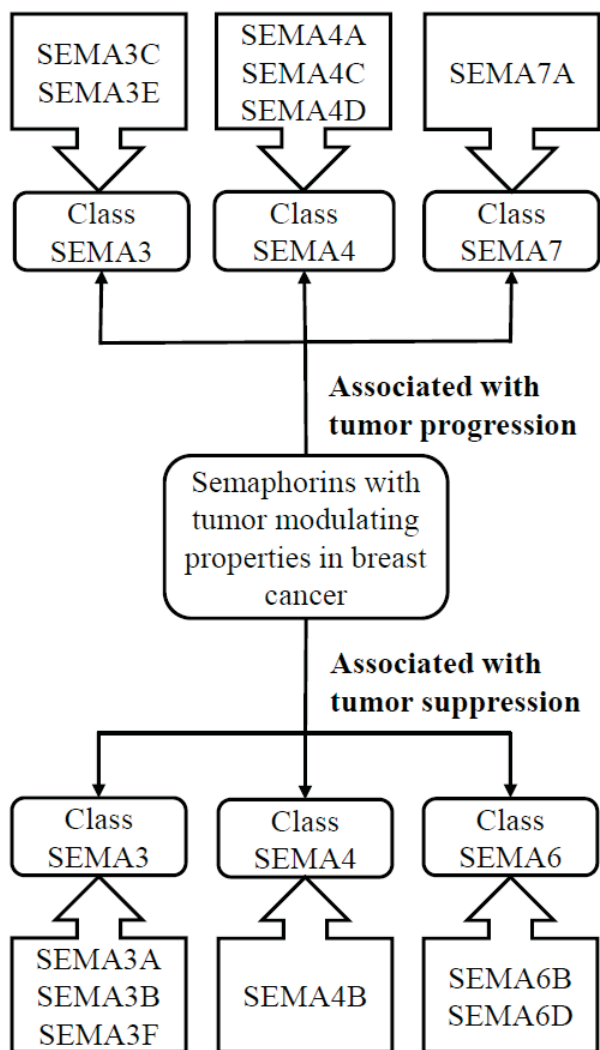 SEMA3C
SEMA3E
SEMA4A
SEMA4C
SEMA4D
SEMA7A
Class
SEMA3
Class
SEMA4
Class
SEMA7
Associated with
tumor progression
Semaphorins with
tumor modulating
properties in breast
cancer
Associated with
tumor suppression
Class
SEMA3
Class
SEMA4
Class
SEMA6
SEMA3A
SEMA3B
SEMA3F
SEMA4B
SEMA6B
SEMA6D